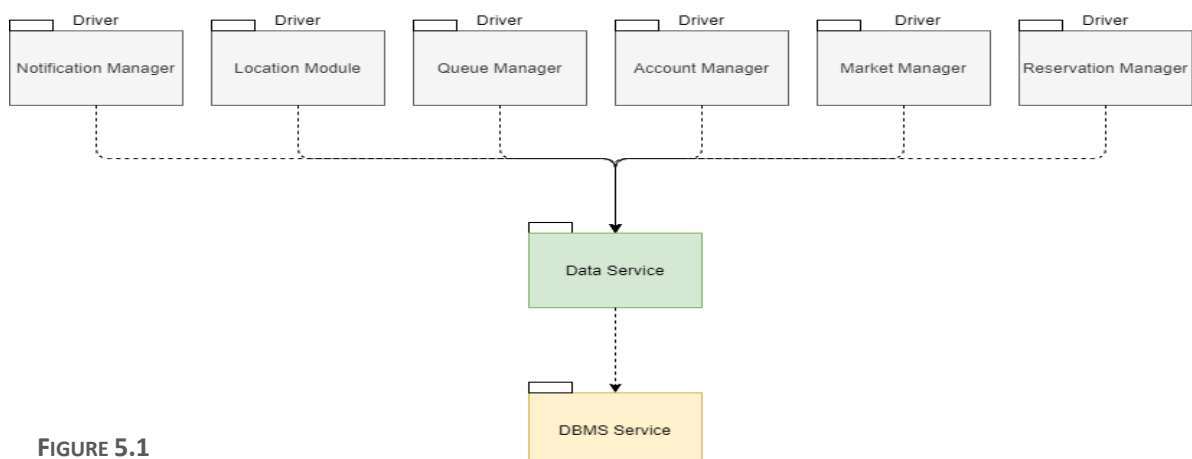 Driver Driver Driver Driver Driver Driver
Notification Manager Location Module Queue Manager Account Manager Market Manager Reservation Manager
Data Service
DBMS Service
FIGURE 5.1